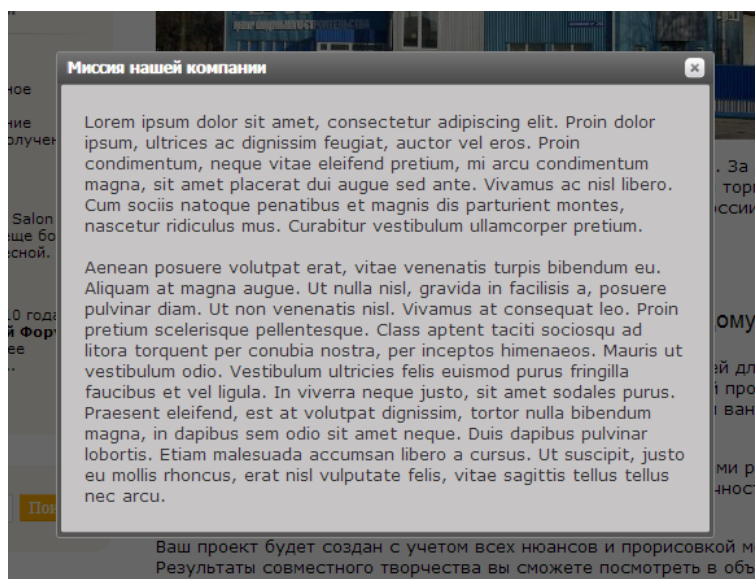 ЦЕНТР ИНДИВИДУАЛЬНОГО СТРОИТЕЛЬСТВА
Миссия нашей компании
Lorem ipsum dolor sit amet, consectetur adipiscing elit. Proin dolor
ipsum, ultrices ac dignissim feugiat, auctor vel eros. Proin
condimentum, neque vitae eleifend pretium, mi arcu condimentum
magna, sit amet placerat dui augue sed ante. Vivamus ac nisl libero.
Cum sociis natoque penatibus et magnis dis parturient montes,
nascetur ridiculus mus. Curabitur vestibulum ullamcorper pretium.
Aenean posuere volutpat erat, vitae venenatis turpis bibendum eu.
Aliquam at magna augue. Ut nulla nisl, gravida in facilisis a, posuere
pulvinar diam. Ut non venenatis nisl. Vivamus at consequat leo. Proin
pretium scelerisque pellentesque. Class aptent taciti sociosqu ad
litora torquent per conubia nostra, per inceptos himenaeos. Mauris ut
vestibulum odio. Vestibulum ultricies felis euismod purus fringilla
faucibus et vel ligula. In viverra neque justo, sit amet sodales purus.
Praesent eleifend, est at volutpat dignissim, tortor nulla bibendum
magna, in dapibus sem odio sit amet neque. Duis dapibus pulvinar
lobortis. Etiam malesuada accumsan libero a cursus. Ut suscipit, justo
eu mollis rhoncus, erat nisl vulputate felis, vitae sagittis tellus tellus
nec arcu.
Salon
. За
Ваш проект будет создан с учетом всех нюансов и прорисовкой
Результаты совместного творчества вы сможете посмотреть в